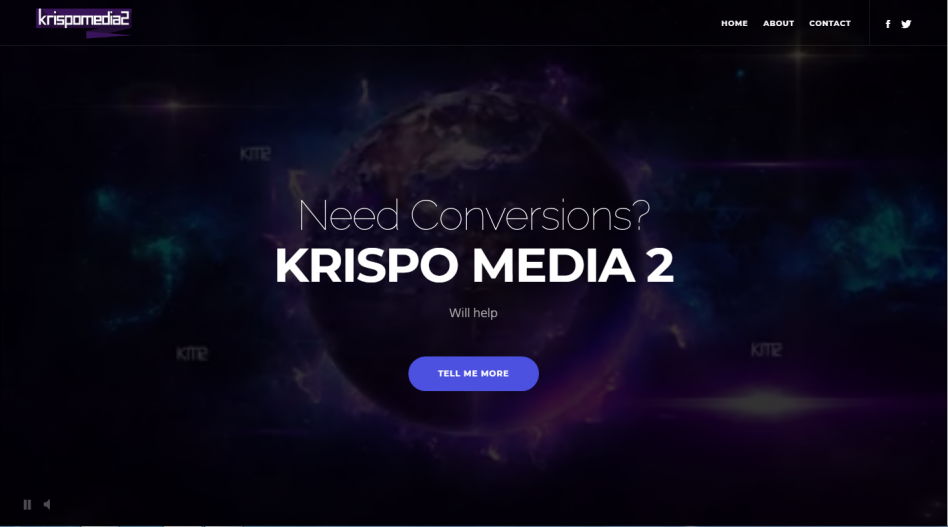 krispomedia2
HOME ABOUT CONTACT
KM2
Need Conversions?
KRISPO MEDIA 2
Will help
KM2
KM2
TELL ME MORE